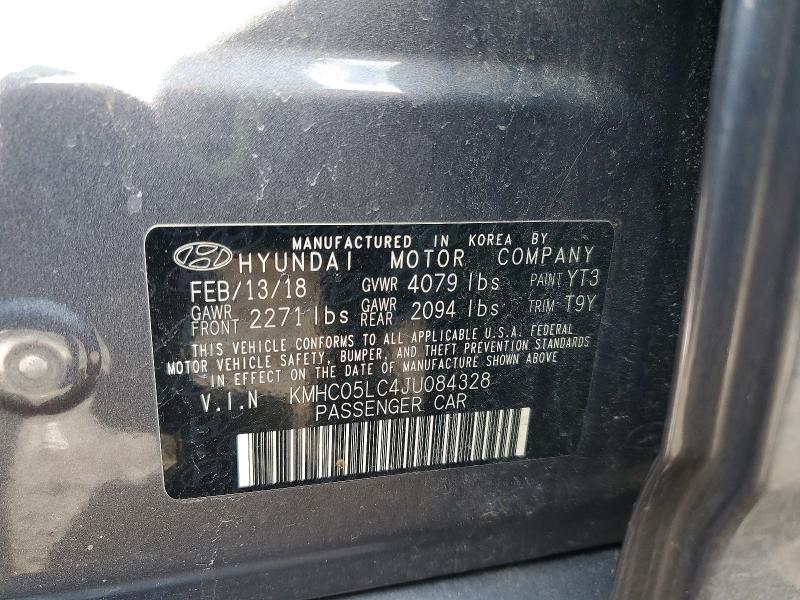 MANUFACTURED IN KOREA BY
HYUNDAI MOTOR COMPANY
FEB/13/18 GVWR 4079 lbs PAINT YT3
GAWR FRONT 2271 lbs GAWR REAR 2094 lbs TRIM T9Y
THIS VEHICLE CONFORMS TO ALL APPLICABLE U.S.A. FEDERAL
MOTOR VEHICLE SAFETY, BUMPER, AND THEFT PREVENTION STANDARDS
IN EFFECT ON THE DATE OF MANUFACTURE SHOWN ABOVE
V.I.N KMHC05LC4JU084328
PASSENGER CAR